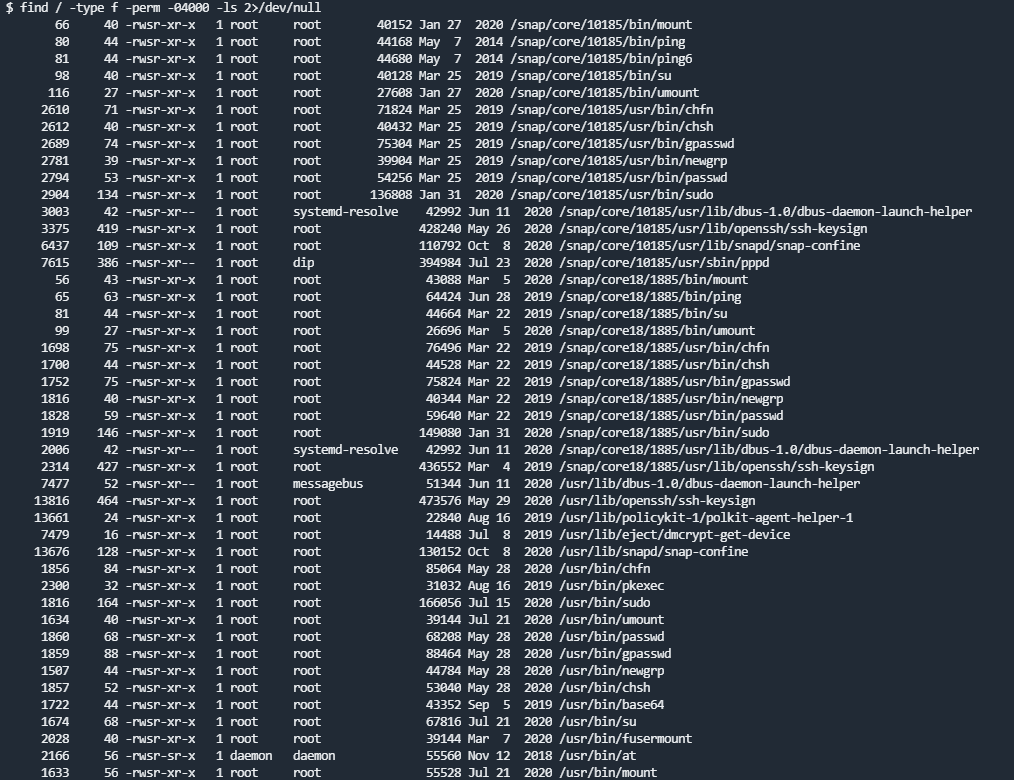 $ find / -type f -perm -04000 -ls 2>/dev/null
66 40 -rwsr-xr-x 1 root root 40152 Jan 27 2020 /snap/core/10185/bin/mount
80 44 -rwsr-xr-x 1 root root 44168 May 7 2014 /snap/core/10185/bin/ping
81 44 -rwsr-xr-x 1 root root 44680 May 7 2014 /snap/core/10185/bin/ping6
98 40 -rwsr-xr-x 1 root root 40128 Mar 25 2019 /snap/core/10185/bin/su
116 27 -rwsr-xr-x 1 root root 27608 Jan 27 2020 /snap/core/10185/bin/umount
2610 71 -rwsr-xr-x 1 root root 71824 Mar 25 2019 /snap/core/10185/usr/bin/chfn
2612 40 -rwsr-xr-x 1 root root 40432 Mar 25 2019 /snap/core/10185/usr/bin/chsh
2689 74 -rwsr-xr-x 1 root root 75304 Mar 25 2019 /snap/core/10185/usr/bin/gpasswd
2781 39 -rwsr-xr-x 1 root root 39904 Mar 25 2019 /snap/core/10185/usr/bin/newgrp
2794 53 -rwsr-xr-x 1 root root 54256 Mar 25 2019 /snap/core/10185/usr/bin/passwd
2904 134 -rwsr-xr-x 1 root root 136808 Jan 31 2020 /snap/core/10185/usr/bin/sudo
3003 42 -rwsr-xr-- 1 root systemd-resolve 42992 Jun 11 2020 /snap/core/10185/usr/lib/dbus-1.0/dbus-daemon-launch-helper
3375 419 -rwsr-xr-x 1 root root 428240 May 26 2020 /snap/core/10185/usr/lib/openssh/ssh-keysign
6437 109 -rwsr-xr-x 1 root root 110792 Oct 8 2020 /snap/core/10185/usr/lib/snapd/snap-confine
7615 386 -rwsr-xr-- 1 root dip 394984 Jul 23 2020 /snap/core/10185/usr/sbin/pppd
56 43 -rwsr-xr-x 1 root root 43088 Mar 5 2020 /snap/core18/1885/bin/mount
65 63 -rwsr-xr-x 1 root root 64424 Jun 28 2019 /snap/core18/1885/bin/ping
81 44 -rwsr-xr-x 1 root root 44664 Mar 22 2019 /snap/core18/1885/bin/su
99 27 -rwsr-xr-x 1 root root 26696 Mar 5 2020 /snap/core18/1885/bin/umount
1698 75 -rwsr-xr-x 1 root root 76496 Mar 22 2019 /snap/core18/1885/usr/bin/chfn
1700 44 -rwsr-xr-x 1 root root 44528 Mar 22 2019 /snap/core18/1885/usr/bin/chsh
1752 75 -rwsr-xr-x 1 root root 75824 Mar 22 2019 /snap/core18/1885/usr/bin/gpasswd
1816 40 -rwsr-xr-x 1 root root 40344 Mar 22 2019 /snap/core18/1885/usr/bin/newgrp
1828 59 -rwsr-xr-x 1 root root 59640 Mar 22 2019 /snap/core18/1885/usr/bin/passwd
1919 146 -rwsr-xr-x 1 root root 149080 Jan 31 2020 /snap/core18/1885/usr/bin/sudo
2006 42 -rwsr-xr-- 1 root systemd-resolve 42992 Jun 11 2020 /snap/core18/1885/usr/lib/dbus-1.0/dbus-daemon-launch-helper
2314 427 -rwsr-xr-x 1 root root 436552 Mar 4 2019 /snap/core18/1885/usr/lib/openssh/ssh-keysign
7477 52 -rwsr-xr-- 1 root messagebus 51344 Jun 11 2020 /usr/lib/dbus-1.0/dbus-daemon-launch-helper
13816 464 -rwsr-xr-x 1 root root 473576 May 29 2020 /usr/lib/openssh/ssh-keysign
13661 24 -rwsr-xr-x 1 root root 22840 Aug 16 2019 /usr/lib/policykit-1/polkit-agent-helper-1
7479 16 -rwsr-xr-x 1 root root 14488 Jul 8 2019 /usr/lib/eject/dmcrypt-get-device
13676 128 -rwsr-xr-x 1 root root 130152 Oct 8 2020 /usr/lib/snapd/snap-confine
1856 84 -rwsr-xr-x 1 root root 85064 May 28 2020 /usr/bin/chfn
2300 32 -rwsr-xr-x 1 root root 31032 Aug 16 2019 /usr/bin/pkexec
1816 164 -rwsr-xr-x 1 root root 166056 Jul 15 2020 /usr/bin/sudo
1634 40 -rwsr-xr-x 1 root root 39144 Jul 21 2020 /usr/bin/umount
1860 68 -rwsr-xr-x 1 root root 68208 May 28 2020 /usr/bin/passwd
1859 88 -rwsr-xr-x 1 root root 88464 May 28 2020 /usr/bin/gpasswd
1507 44 -rwsr-xr-x 1 root root 44784 May 28 2020 /usr/bin/newgrp
1857 52 -rwsr-xr-x 1 root root 53040 May 28 2020 /usr/bin/chsh
1722 44 -rwsr-xr-x 1 root root 43352 Sep 5 2019 /usr/bin/base64
1674 68 -rwsr-xr-x 1 root root 67816 Jul 21 2020 /usr/bin/su
2028 40 -rwsr-xr-x 1 root root 39144 Mar 7 2020 /usr/bin/fusermount
2166 56 -rwsr-sr-x 1 daemon daemon 55560 Nov 12 2018 /usr/bin/at
1633 56 -rwsr-xr-x 1 root root 55528 Jul 21 2020 /usr/bin/mount